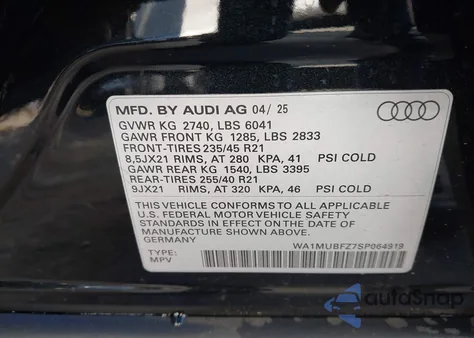 MFD. BY AUDI AG 04/25
GVWR KG 2740, LBS 6041
GAWR FRONT KG 1285, LBS 2833
FRONT-TIRES 235/45 R21
8,5JX21 RIMS, AT 280 KPA, 41 PSI COLD
GAWR REAR KG 1540, LBS 3395
REAR-TIRES 255/40 R21
9JX21 RIMS, AT 320 KPA, 46 PSI COLD
THIS VEHICLE CONFORMS TO ALL APPLICABLE
U.S. FEDERAL MOTOR VEHICLE SAFETY
STANDARDS IN EFFECT ON THE DATE OF
MANUFACTURE SHOWN ABOVE.
GERMANY
WA1MUBFZ7SP064919
TYPE:
MPV
autoSnap